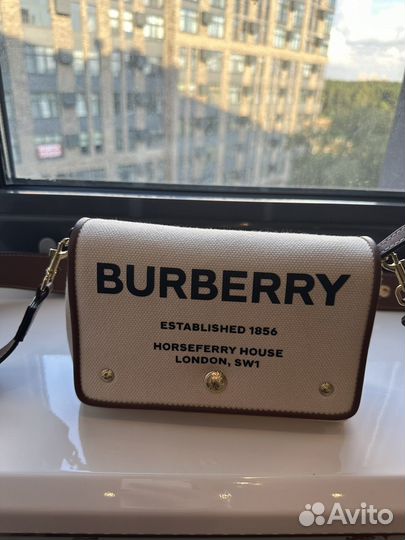 BURBERRY
ESTABLISHED 1856
HORSEFERRY HOUSE
LONDON, SW1
Avito